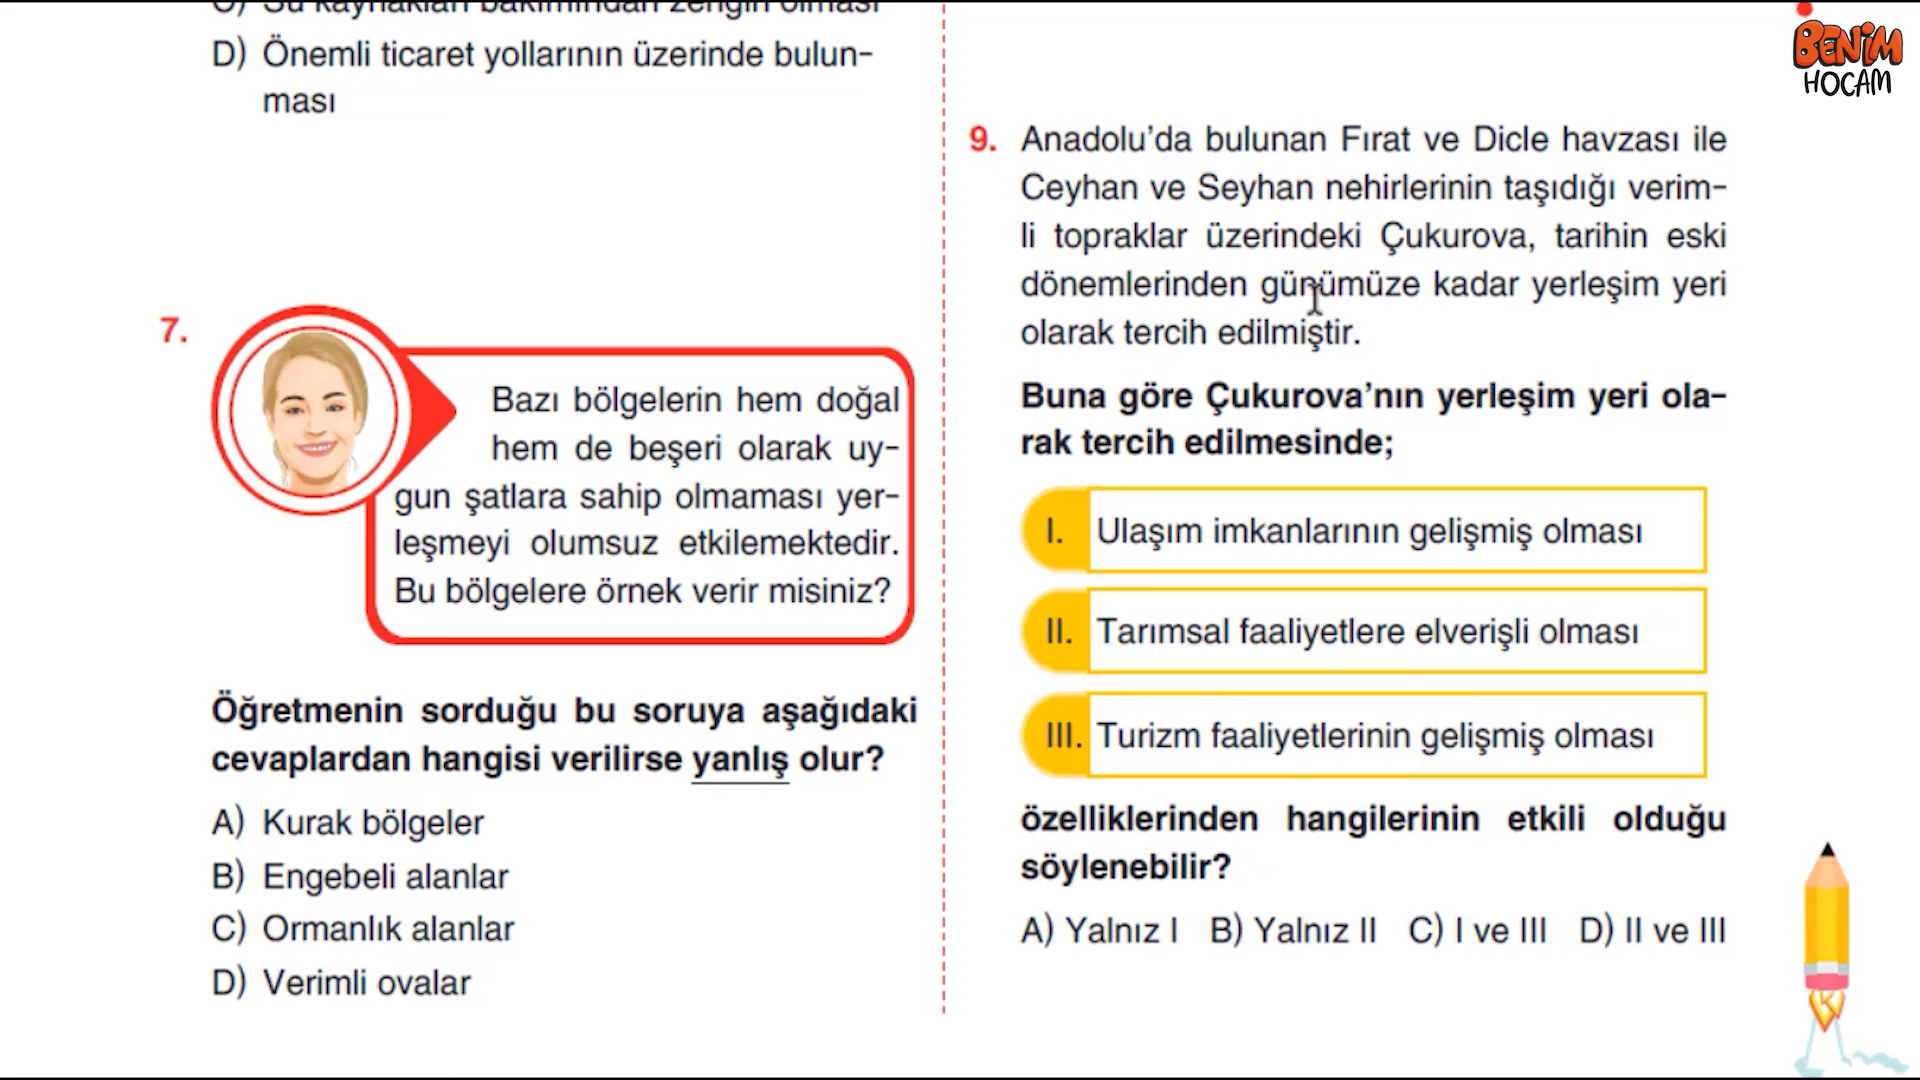 C) Su kaynakları bakımından zengin olması
D) Önemli ticaret yollarının üzerinde bulun-
ması
7.
Bazı bölgelerin hem doğal
hem de beşeri olarak uy-
gun şatlara sahip olmaması yer-
leşmeyi olumsuz etkilemektedir.
Bu bölgelere örnek verir misiniz?
Öğretmenin sorduğu bu soruya aşağıdaki
cevaplardan hangisi verilirse yanlış olur?
A) Kurak bölgeler
B) Engebeli alanlar
C) Ormanlık alanlar
D) Verimli ovalar
BENİM
HOCAM
9. Anadolu’da bulunan Fırat ve Dicle havzası ile
Ceyhan ve Seyhan nehirlerinin taşıdığı verim-
li topraklar üzerindeki Çukurova, tarihin eski
dönemlerinden günümüze kadar yerleşim yeri
olarak tercih edilmiştir.
Buna göre Çukurova’nın yerleşim yeri ola-
rak tercih edilmesinde;
I. Ulaşım imkanlarının gelişmiş olması
II. Tarımsal faaliyetlere elverişli olması
III. Turizm faaliyetlerinin gelişmiş olması
özelliklerinden hangilerinin etkili olduğu
söylenebilir?
A) Yalnız I B) Yalnız II C) I ve III D) II ve III